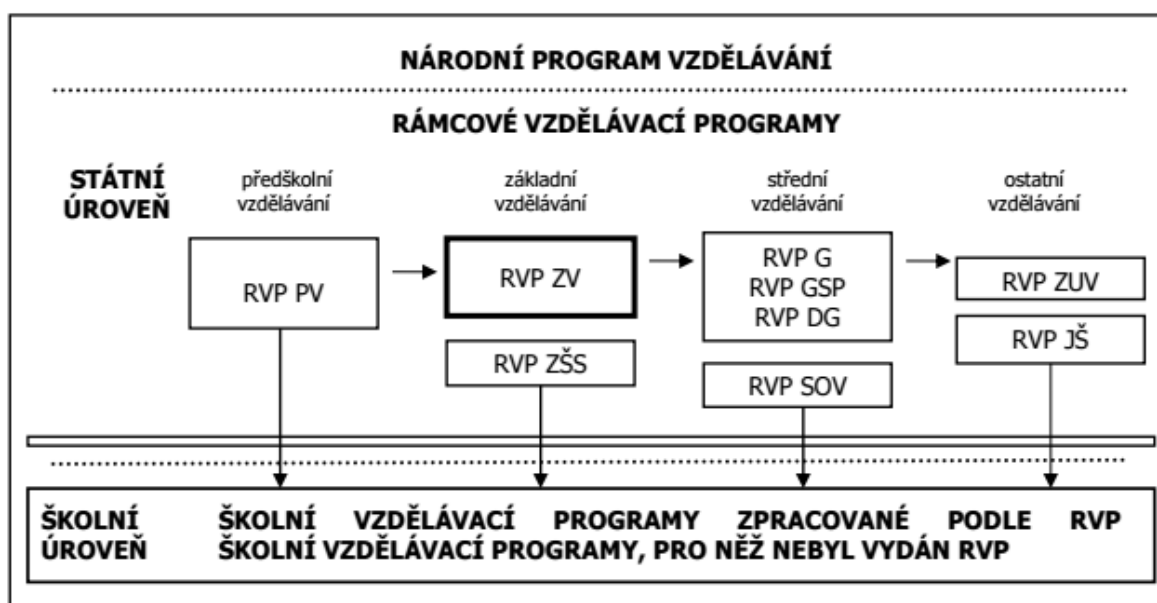 NÁRODNÍ PROGRAM VZDĚLÁVÁNÍ
RÁMCOVÉ VZDĚLÁVACÍ PROGRAMY
STÁTNÍ
ÚROVEŇ
předškolní
vzdělávání
základní
vzdělávání
střední
vzdělávání
ostatní
vzdělávání
RVP PV
RVP ZV
RVP ZŠS
RVP G
RVP GSP
RVP DG
RVP SOV
RVP ZUV
RVP JŠ
ŠKOLNÍ ŠKOLNÍ VZDĚLÁVACÍ PROGRAMY ZPRACOVANÉ PODLE RVP
ÚROVEŇ ŠKOLNÍ VZDĚLÁVACÍ PROGRAMY, PRO NĚŽ NEBYL VYDÁN RVP